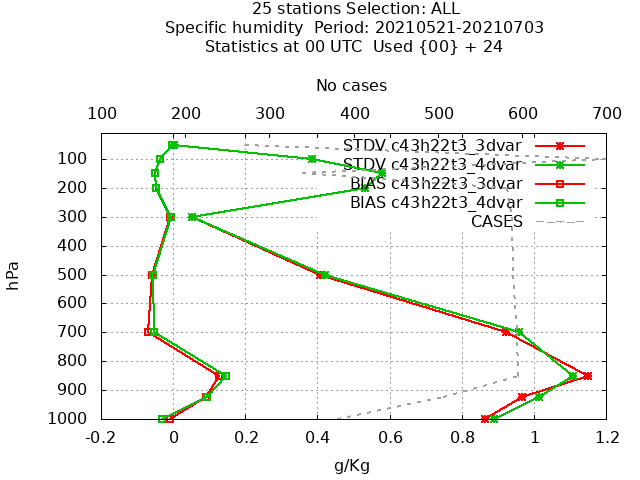 25 stations Selection: ALL
Specific humidity  Period: 20210521-20210703
Statistics at 00 UTC  Used {00} + 24
No cases
100 200 300 400 500 600 700
STDV c43h22t3_3dvar
STDV c43h22t3_4dvar
BIAS c43h22t3_3dvar
BIAS c43h22t3_4dvar
CASES
100
200
300
400
500
600
700
800
900
1000
hPa
-0.2 0 0.2 0.4 0.6 0.8 1 1.2
g/Kg